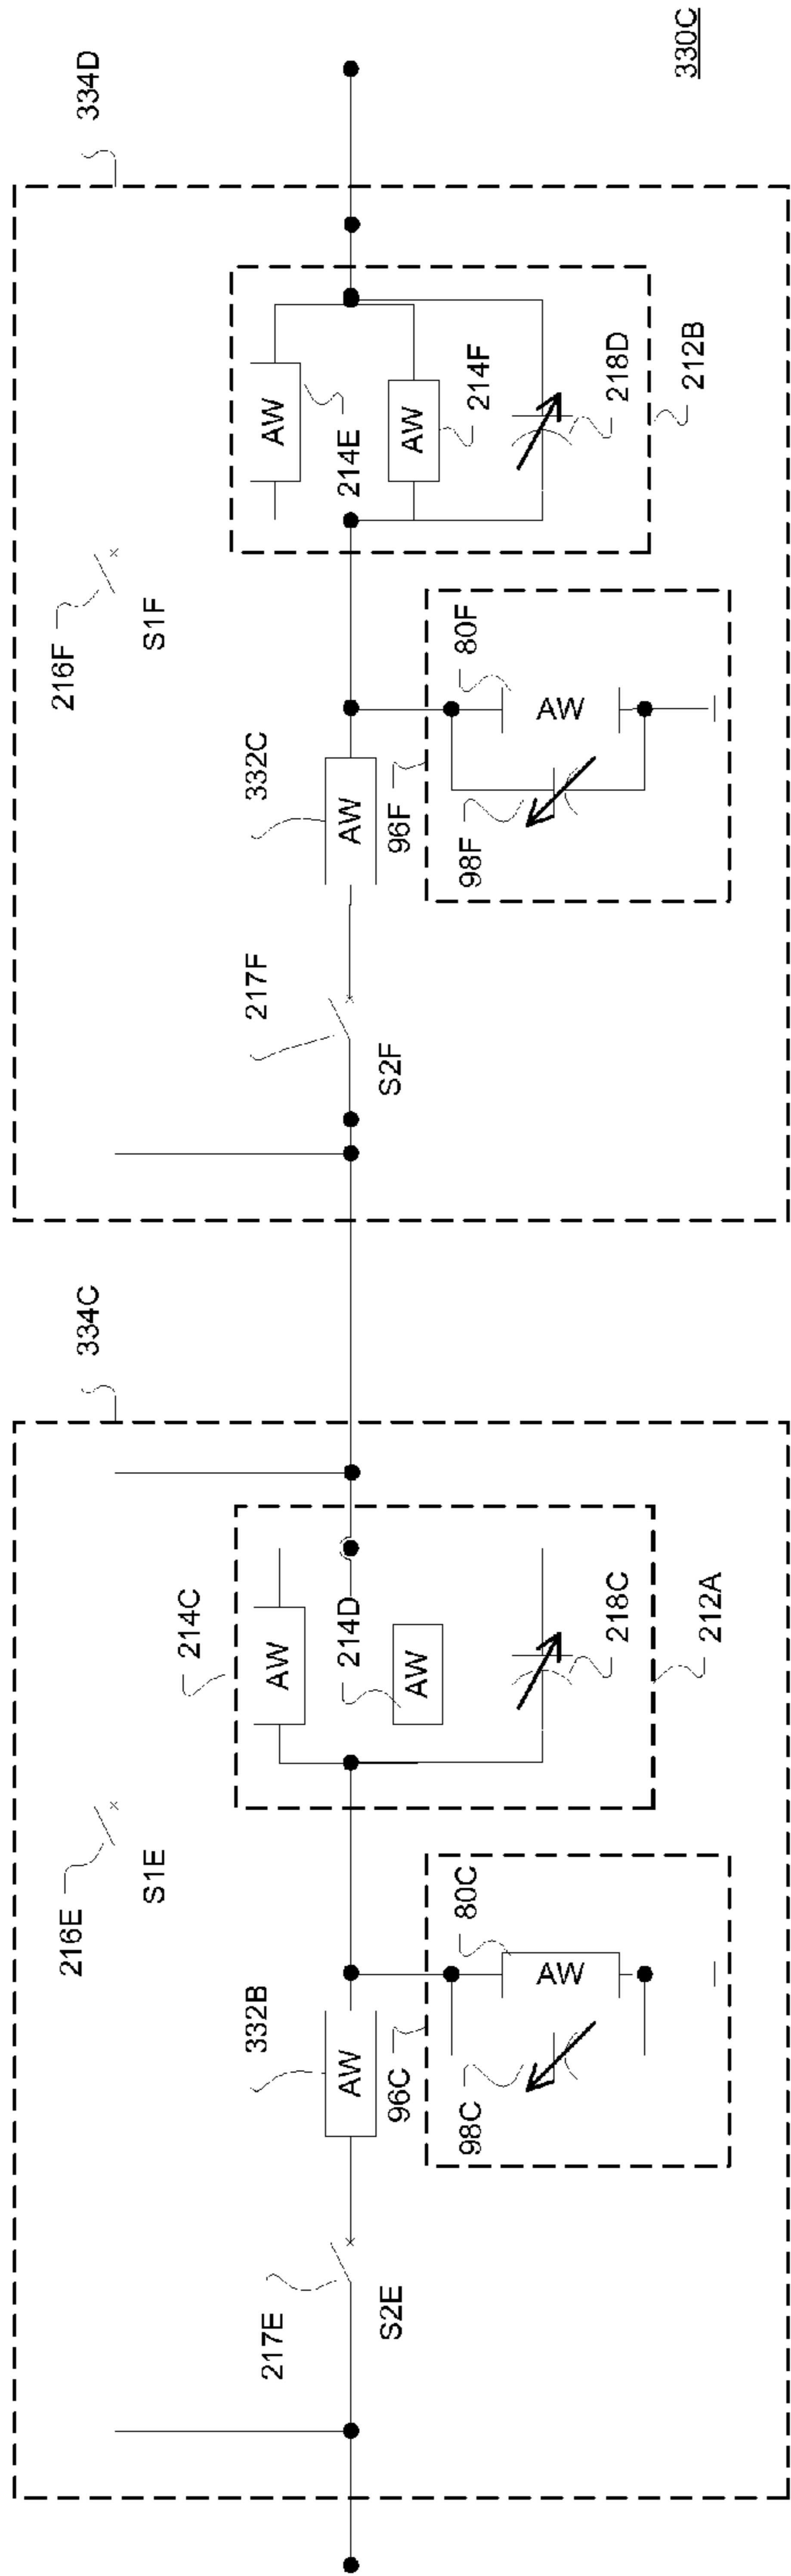 330C
334C
334D
216E
S1E
216F
S1F
214C
AW
AW
214E
217E
332B
214D
217F
332C
AW
AW
S2E
96C
AW
S2F
96F
AW
214F
98C
80C
98F
80F
AW
AW
218C
218D
212A
212B